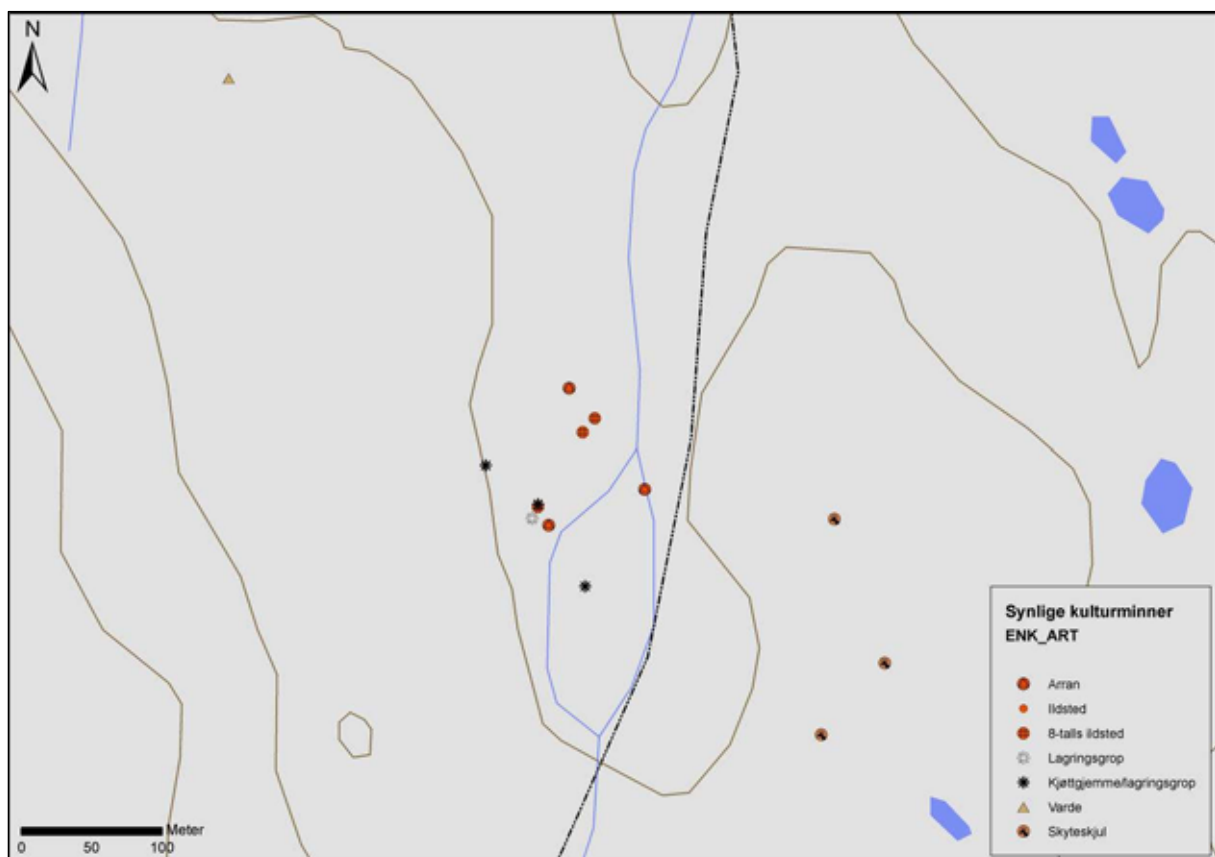 N
Synlige kulturminner
ENK_ART
Arran
Ildsted
8-talls ildsted
Lagringsgrop
Kjøttgjemme/lagringsgrop
Varde
Skyteskjul
Meter
0 50 100